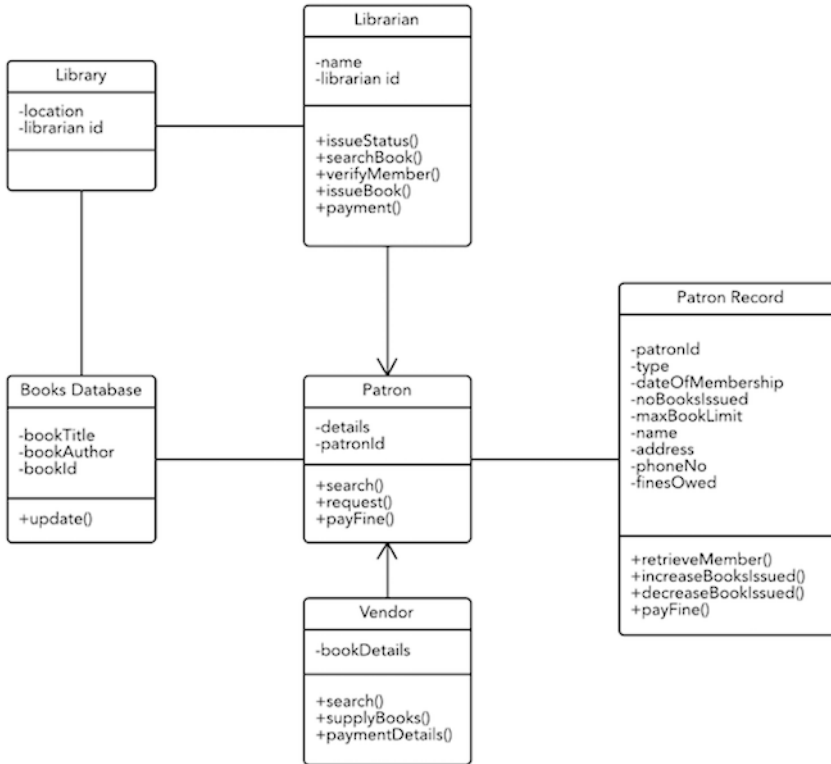 Librarian
-name
-librarian id
+issueStatus()
+searchBook()
+verifyMember()
+issueBook()
+payment()
Library
-location
-librarian id
Patron Record
-patronId
-type
-dateOfMembership
-noBooksIssued
-maxBookLimit
-name
-address
-phoneNo
-finesOwed
+retrieveMember()
+increaseBooksIssued()
+decreaseBookIssued()
+payFine()
Books Database
-bookTitle
-bookAuthor
-bookId
+update()
Patron
-details
-patronId
+search()
+request()
+payFine()
Vendor
-bookDetails
+search()
+supplyBooks()
+paymentDetails()